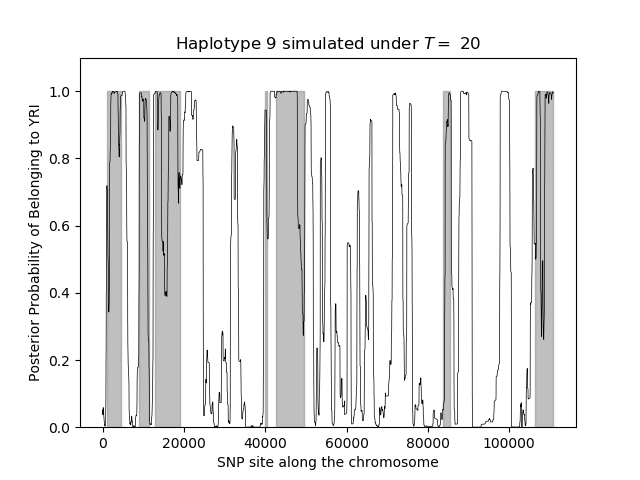 Haplotype 9 simulated under T = 20
Posterior Probability of Belonging to YRI
1.0
0.8
0.6
0.4
0.2
0.0
0 20000 40000 60000 80000 100000
SNP site along the chromosome